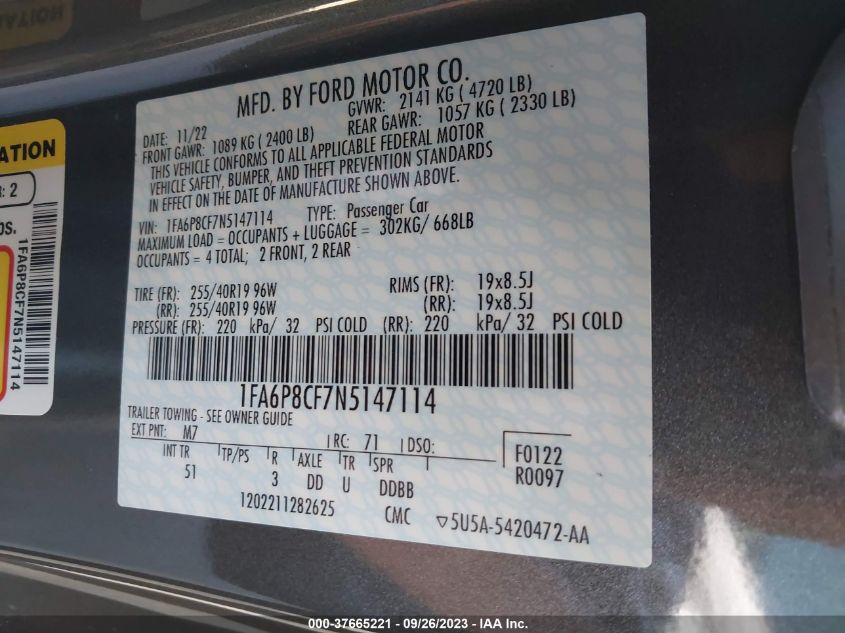 ATION
: 2
DS.
1FA6P8CF7N5147114
MFD. BY FORD MOTOR CO.
DATE: 11/22 GVWR: 2141 KG ( 4720 LB)
FRONT GAWR: 1089 KG (2400 LB) REAR GAWR: 1057 KG ( 2330 LB)
THIS VEHICLE CONFORMS TO ALL APPLICABLE FEDERAL MOTOR
VEHICLE SAFETY, BUMPER, AND THEFT PREVENTION STANDARDS
IN EFFECT ON THE DATE OF MANUFACTURE SHOWN ABOVE.
VIN: 1FA6P8CF7N5147114 TYPE: Passenger Car
MAXIMUM LOAD = OCCUPANTS + LUGGAGE = 302KG/ 668LB
OCCUPANTS = 4 TOTAL; 2 FRONT, 2 REAR
TIRE (FR): 255/40R19 96W RIMS (FR): 19x8.5J
(RR): 255/40R19 96W (RR): 19x8.5J
PRESSURE (FR): 220 kPa/ 32 PSI COLD (RR): 220 kPa/ 32 PSI COLD
1FA6P8CF7N5147114
TRAILER TOWING - SEE OWNER GUIDE
EXT PNT: M7 RC: 71 DSO: F0122
INT TR TP/PS R AXLE TR SPR R0097
51 3 DD U DDBB
1202211282625 CMC ▽5U5A-5420472-AA
000-37665221 - 09/26/2023 - IAA Inc.